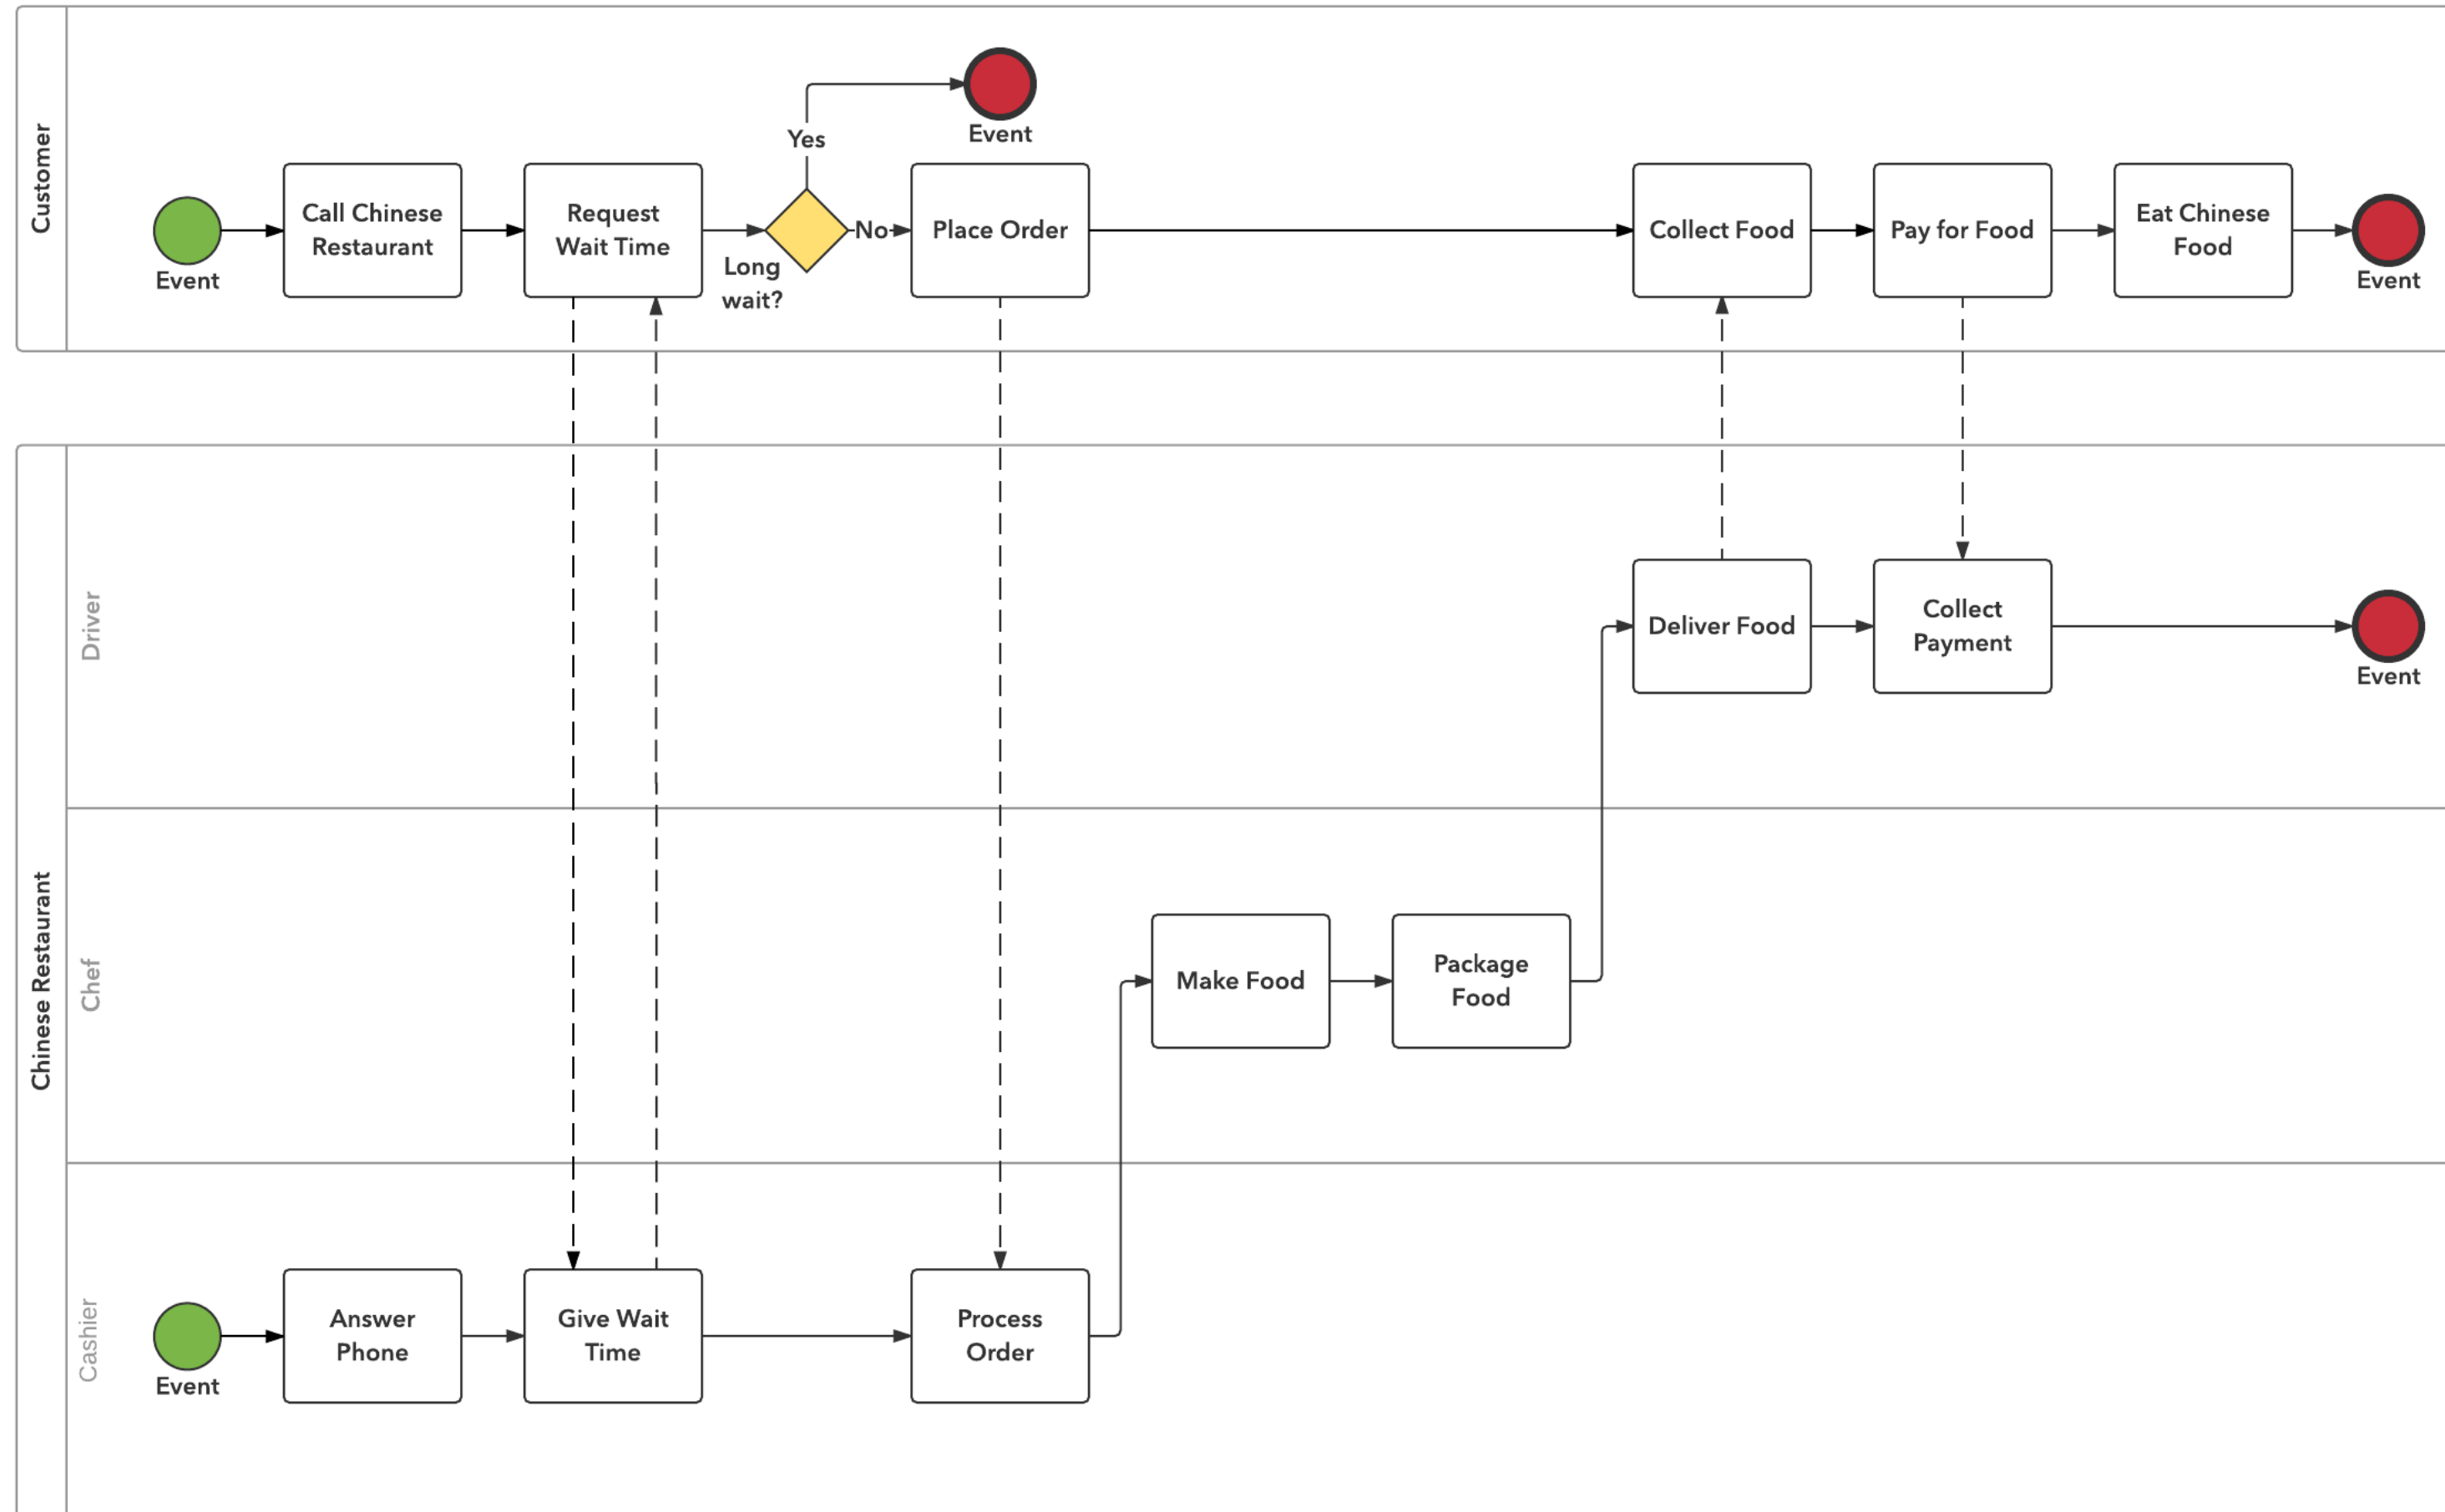 Customer
Event
Call Chinese
Restaurant
Request
Wait Time
Long
wait?
Yes
Event
No
Place Order
Collect Food
Pay for Food
Eat Chinese
Food
Event
Chinese Restaurant
Driver
Deliver Food
Collect
Payment
Event
Chef
Make Food
Package
Food
Cashier
Event
Answer
Phone
Give Wait
Time
Process
Order